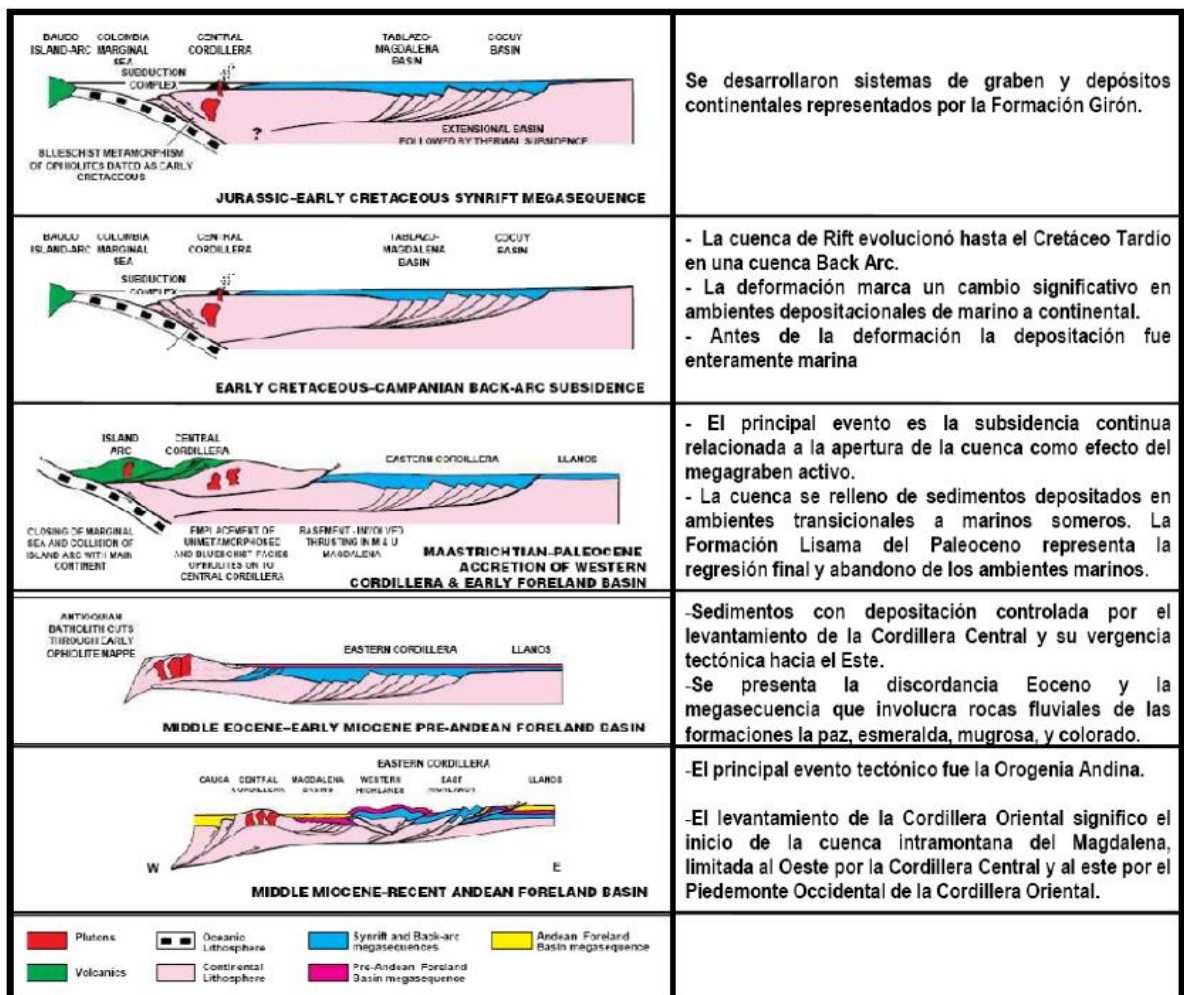 BAUDO COLOMBIA CENTRAL TABLAZO- COCUY
ISLAND-ARC MARGINAL CORDILLERA MAGDALENA BASIN
SEA BASIN
SUBDUCTION
COMPLEX
?
EXTENSIONAL BASIN
FOLLOWED BY THERMAL SUBSIDENCE
BLUESCHIST METAMORPHISM
OF OPHIOLITES DATED AS EARLY
CRETACEOUS
JURASSIC–EARLY CRETACEOUS SYNRIFT MEGASEQUENCE
Se desarrollaron sistemas de graben y depósitos
continentales representados por la Formación Girón.
BAUDO COLOMBIA CENTRAL TABLAZO- COCUY
ISLAND-ARC MARGINAL CORDILLERA MAGDALENA BASIN
SEA BASIN
SUBDUCTION
COMPLEX
EARLY CRETACEOUS–CAMPANIAN BACK-ARC SUBSIDENCE
- La cuenca de Rift evolucionó hasta el Cretáceo Tardío
en una cuenca Back Arc.
- La deformación marca un cambio significativo en
ambientes depositacionales de marino a continental.
- Antes de la deformación la depositación fue
enteramente marina
ISLAND CENTRAL
ARC CORDILLERA
EASTERN CORDILLERA LLANOS
CLOSING OF MARGINAL
SEA AND COLLISION OF
ISLAND ARC WITH MAIN
CONTINENT
EMPLACEMENT OF
UNMETAMORPHOSED
AND BLUESCHIST FACIES
OPHIOLITES ON TO
CENTRAL CORDILLERA
BASEMENT-INVOLVED
THRUSTING IN M & U
MAGDALENA
MAASTRICHTIAN–PALEOCENE
ACCRETION OF WESTERN
CORDILLERA & EARLY FORELAND BASIN
- El principal evento es la subsidencia continua
relacionada a la apertura de la cuenca como efecto del
megagraben activo.
- La cuenca se relleno de sedimentos depositados en
ambientes transicionales a marinos someros. La
Formación Lisama del Paleoceno representa la
regresión final y abandono de los ambientes marinos.
ANTIOQUIAN
BATHOLITH CUTS
THROUGH EARLY
OPHIOLITE NAPPE
EASTERN CORDILLERA LLANOS
MIDDLE EOCENE–EARLY MIOCENE PRE-ANDEAN FORELAND BASIN
-Sedimentos con depositación controlada por el
levantamiento de la Cordillera Central y su vergencia
tectónica hacia el Este.
-Se presenta la discordancia Eoceno y la
megasecuencia que involucra rocas fluviales de las
formaciones la paz, esmeralda, mugrosa, y colorado.
EASTERN CORDILLERA
CAUCA CENTRAL MAGDALENA WESTERN EAST LLANOS
CORDILLERA BASINS HIGHLANDS HIGHLANDS
W E
MIDDLE MIOCENE–RECENT ANDEAN FORELAND BASIN
-El principal evento tectónico fue la Orogenia Andina.
-El levantamiento de la Cordillera Oriental significo el
inicio de la cuenca intramontana del Magdalena,
limitada al Oeste por la Cordillera Central y al este por el
Piedemonte Occidental de la Cordillera Oriental.
Plutons
Oceanic
Lithosphere
Synrift and Back-arc
megasequences
Andean Foreland
Basin megasequence
Volcanics
Continental
Lithosphere
Pre-Andean Foreland
Basin megasequence